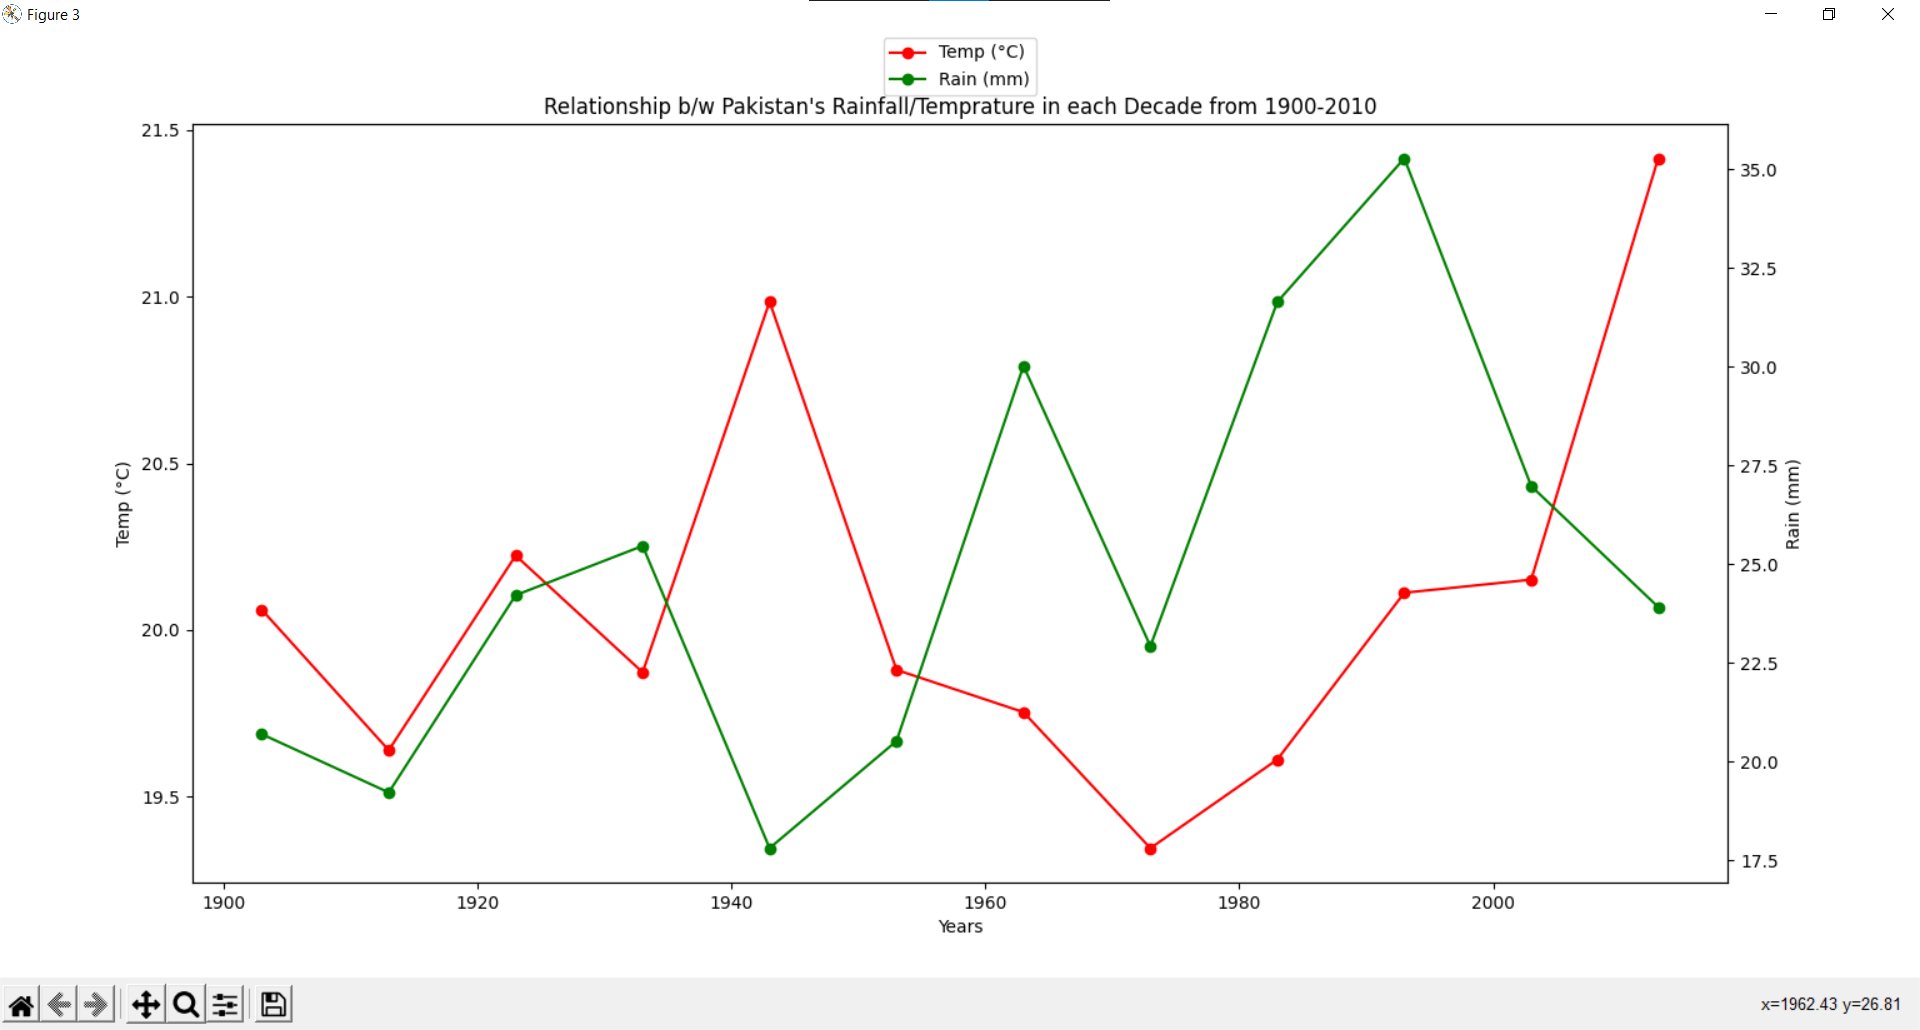 Figure 3
Temp (°C)
Rain (mm)
Relationship b/w Pakistan's Rainfall/Temprature in each Decade from 1900-2010
21.5
21.0
20.5
20.0
19.5
Temp (°C)
35.0
32.5
30.0
27.5
25.0
22.5
20.0
17.5
Rain (mm)
1900 1920 1940 1960 1980 2000
Years
x=1962.43 y=26.81